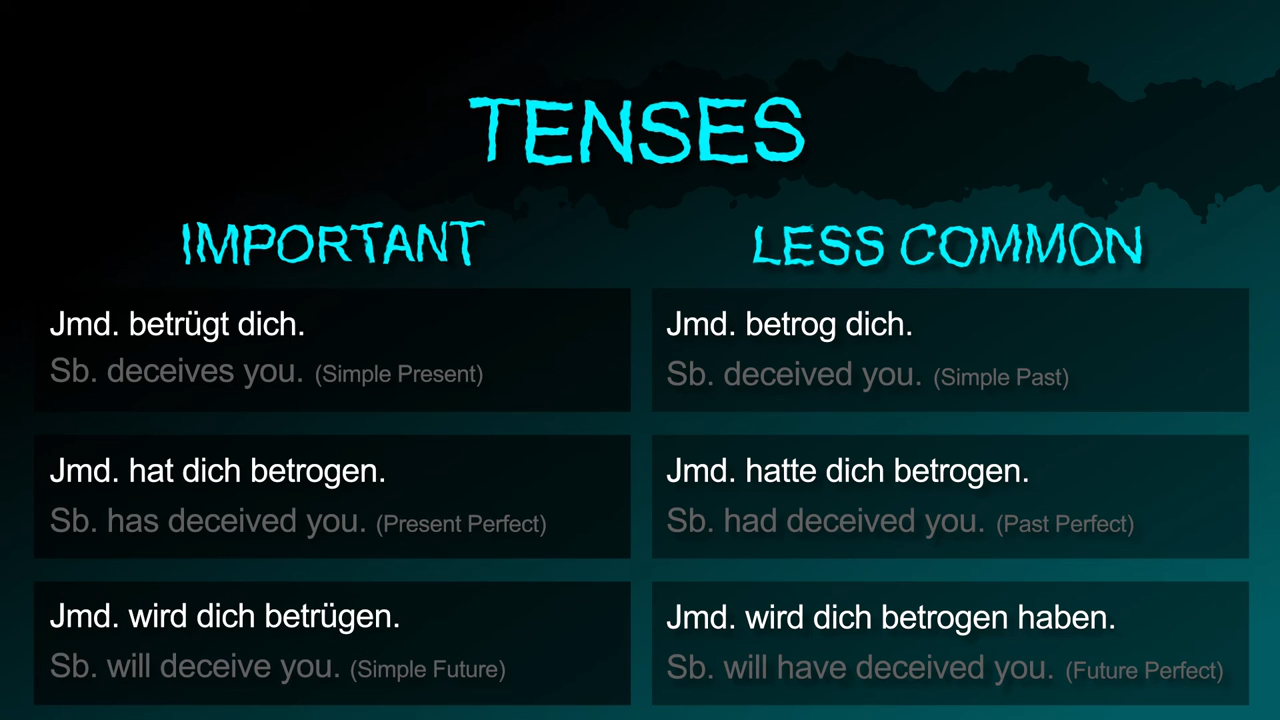 TENSES
IMPORTANT
Jmd. betrügt dich.
Sb. deceives you. (Simple Present)
Jmd. hat dich betrogen.
Sb. has deceived you. (Present Perfect)
Jmd. wird dich betrügen.
Sb. will deceive you. (Simple Future)
LESS COMMON
Jmd. betrog dich.
Sb. deceived you. (Simple Past)
Jmd. hatte dich betrogen.
Sb. had deceived you. (Past Perfect)
Jmd. wird dich betrogen haben.
Sb. will have deceived you. (Future Perfect)